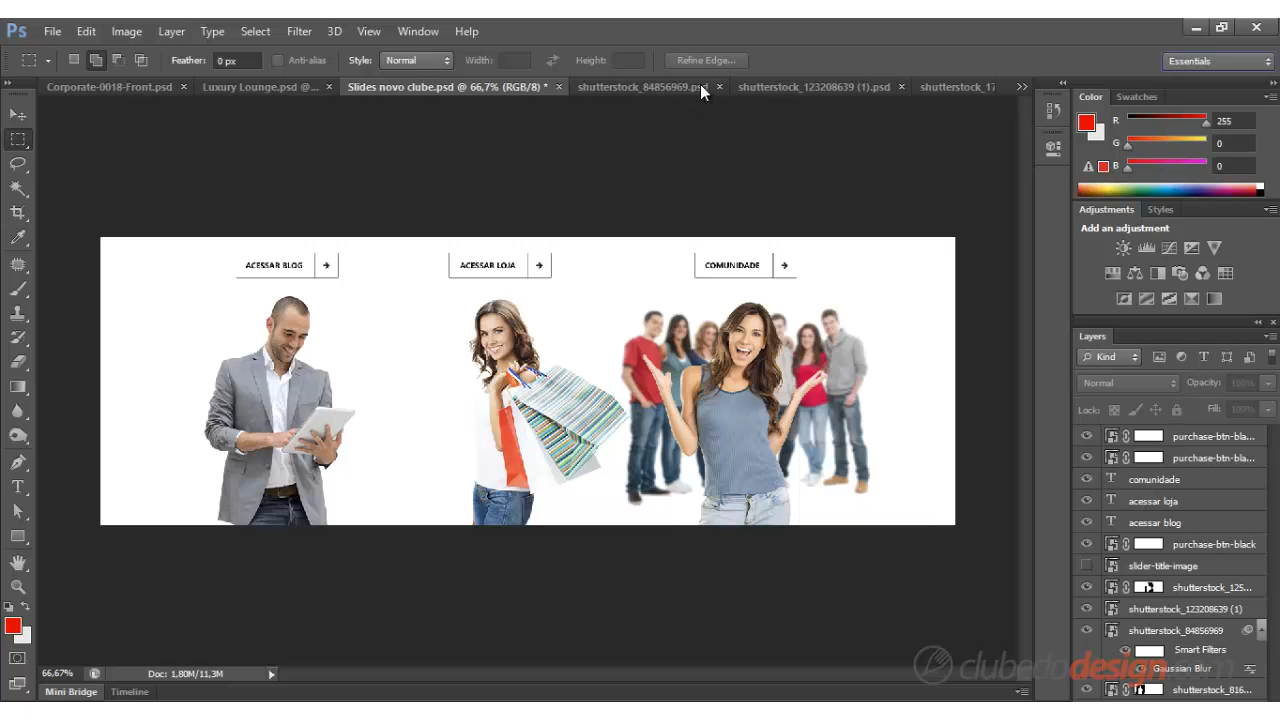 Ps File Edit Image Layer Type Select Filter 3D View Window Help
Feather: 0 px Anti-alias Style: Normal Width: Height: Refine Edge... Essentials
Corporate-0018-Front.psd × Luxury Lounge.psd @ ... × Slides novo clube.psd @ 66,7% (RGB/8) * × shutterstock_84856969.psd × shutterstock_123208639 (1).psd × shutterstock_17
Color Swatches
R 255
G 0
B 0
Adjustments Styles
Add an adjustment
ACESSAR BLOG
ACESSAR LOJA
COMUNIDADE
Layers
Kind
Normal Opacity: 100%
Lock: Fill: 100%
purchase-btn-bla...
purchase-btn-bla...
T comunidade
T acessar loja
T acessar blog
purchase-btn-black
slider-title-image
shutterstock_125...
shutterstock_123208639 (1)
shutterstock_84856969
Smart Filters
Gaussian Blur
shutterstock_816...
66,67% Doc: 1,80M/11,3M
Mini Bridge Timeline
clubedodesign.com